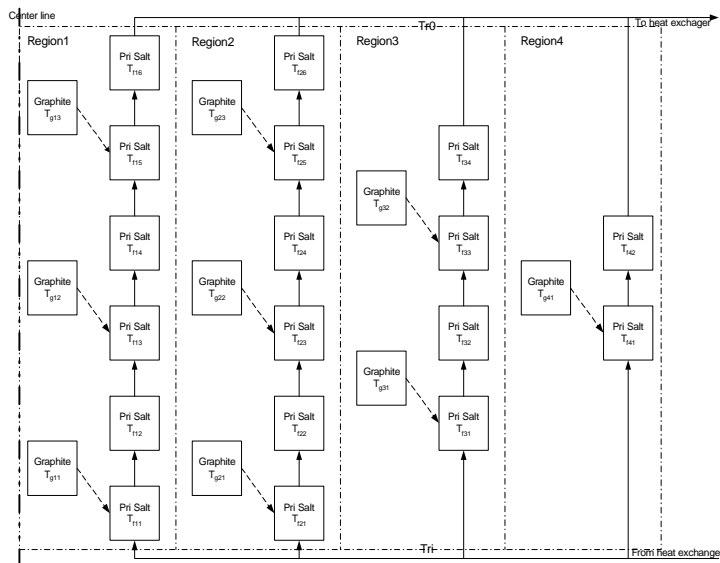 Center line
Tr0
To heat exchager
Region1
Region2
Region3
Region4
Pri Salt
Tf16
Pri Salt
Tf26
Graphite
Tg13
Graphite
Tg23
Pri Salt
Tf15
Pri Salt
Tf25
Pri Salt
Tf34
Graphite
Tg32
Pri Salt
Tf14
Pri Salt
Tf24
Pri Salt
Tf33
Pri Salt
Tf42
Graphite
Tg12
Graphite
Tg22
Graphite
Tg41
Pri Salt
Tf13
Pri Salt
Tf23
Pri Salt
Tf32
Pri Salt
Tf41
Graphite
Tg31
Pri Salt
Tf12
Pri Salt
Tf22
Pri Salt
Tf31
Graphite
Tg11
Graphite
Tg21
Pri Salt
Tf11
Pri Salt
Tf21
Tri
From heat exchange